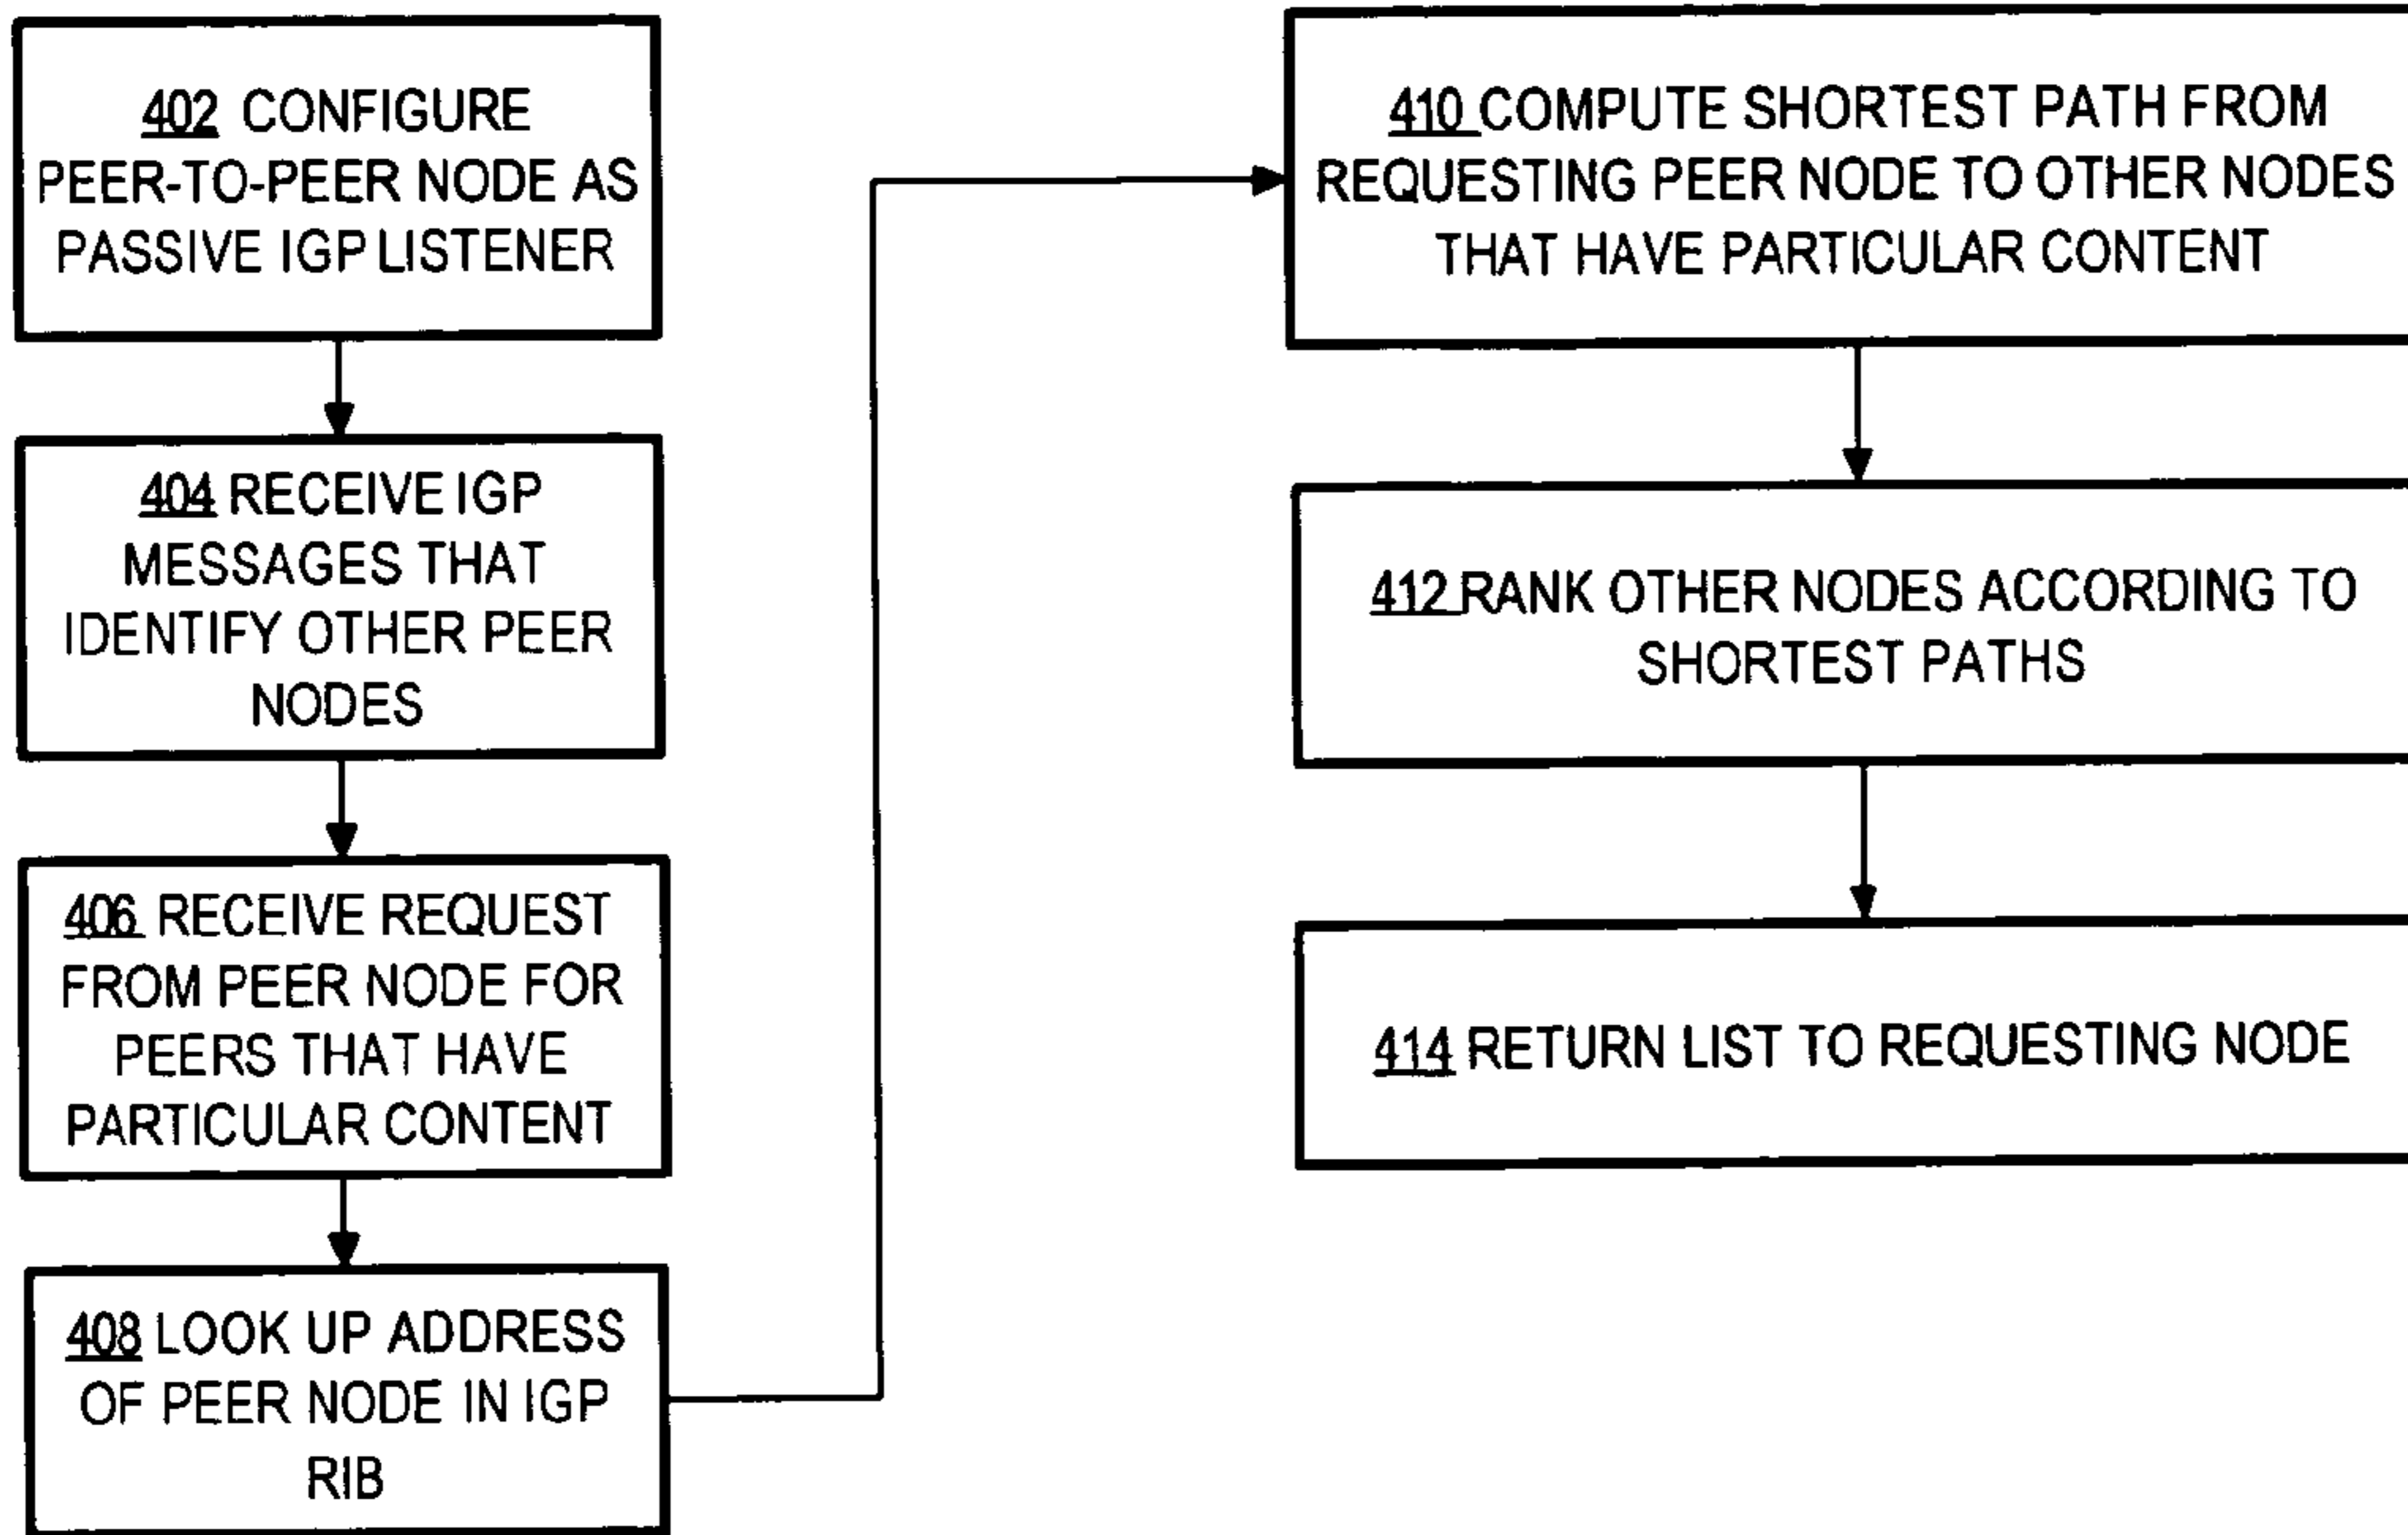 402 CONFIGURE
PEER-TO-PEER NODE AS
PASSIVE IGP LISTENER
404 RECEIVE IGP
MESSAGES THAT
IDENTIFY OTHER PEER
NODES
406 RECEIVE REQUEST
FROM PEER NODE FOR
PEERS THAT HAVE
PARTICULAR CONTENT
408 LOOK UP ADDRESS
OF PEER NODE IN IGP
RIB
410 COMPUTE SHORTEST PATH FROM
REQUESTING PEER NODE TO OTHER NODES
THAT HAVE PARTICULAR CONTENT
412 RANK OTHER NODES ACCORDING TO
SHORTEST PATHS
414 RETURN LIST TO REQUESTING NODE